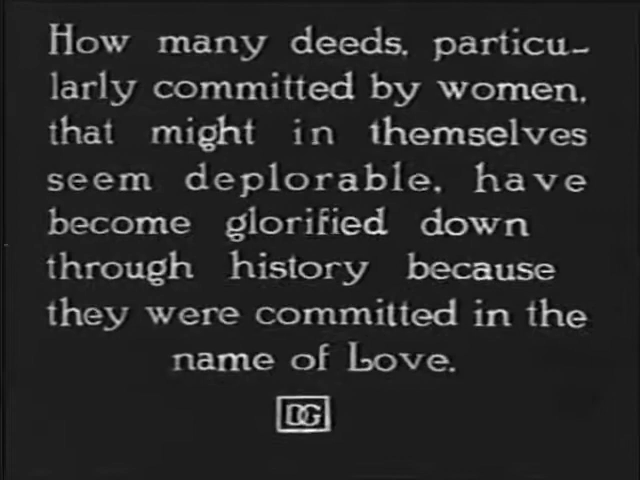 How many deeds, particu-
larly committed by women,
that might in themselves
seem deplorable, have
become glorified down
through history because
they were committed in the
name of Love.
DG